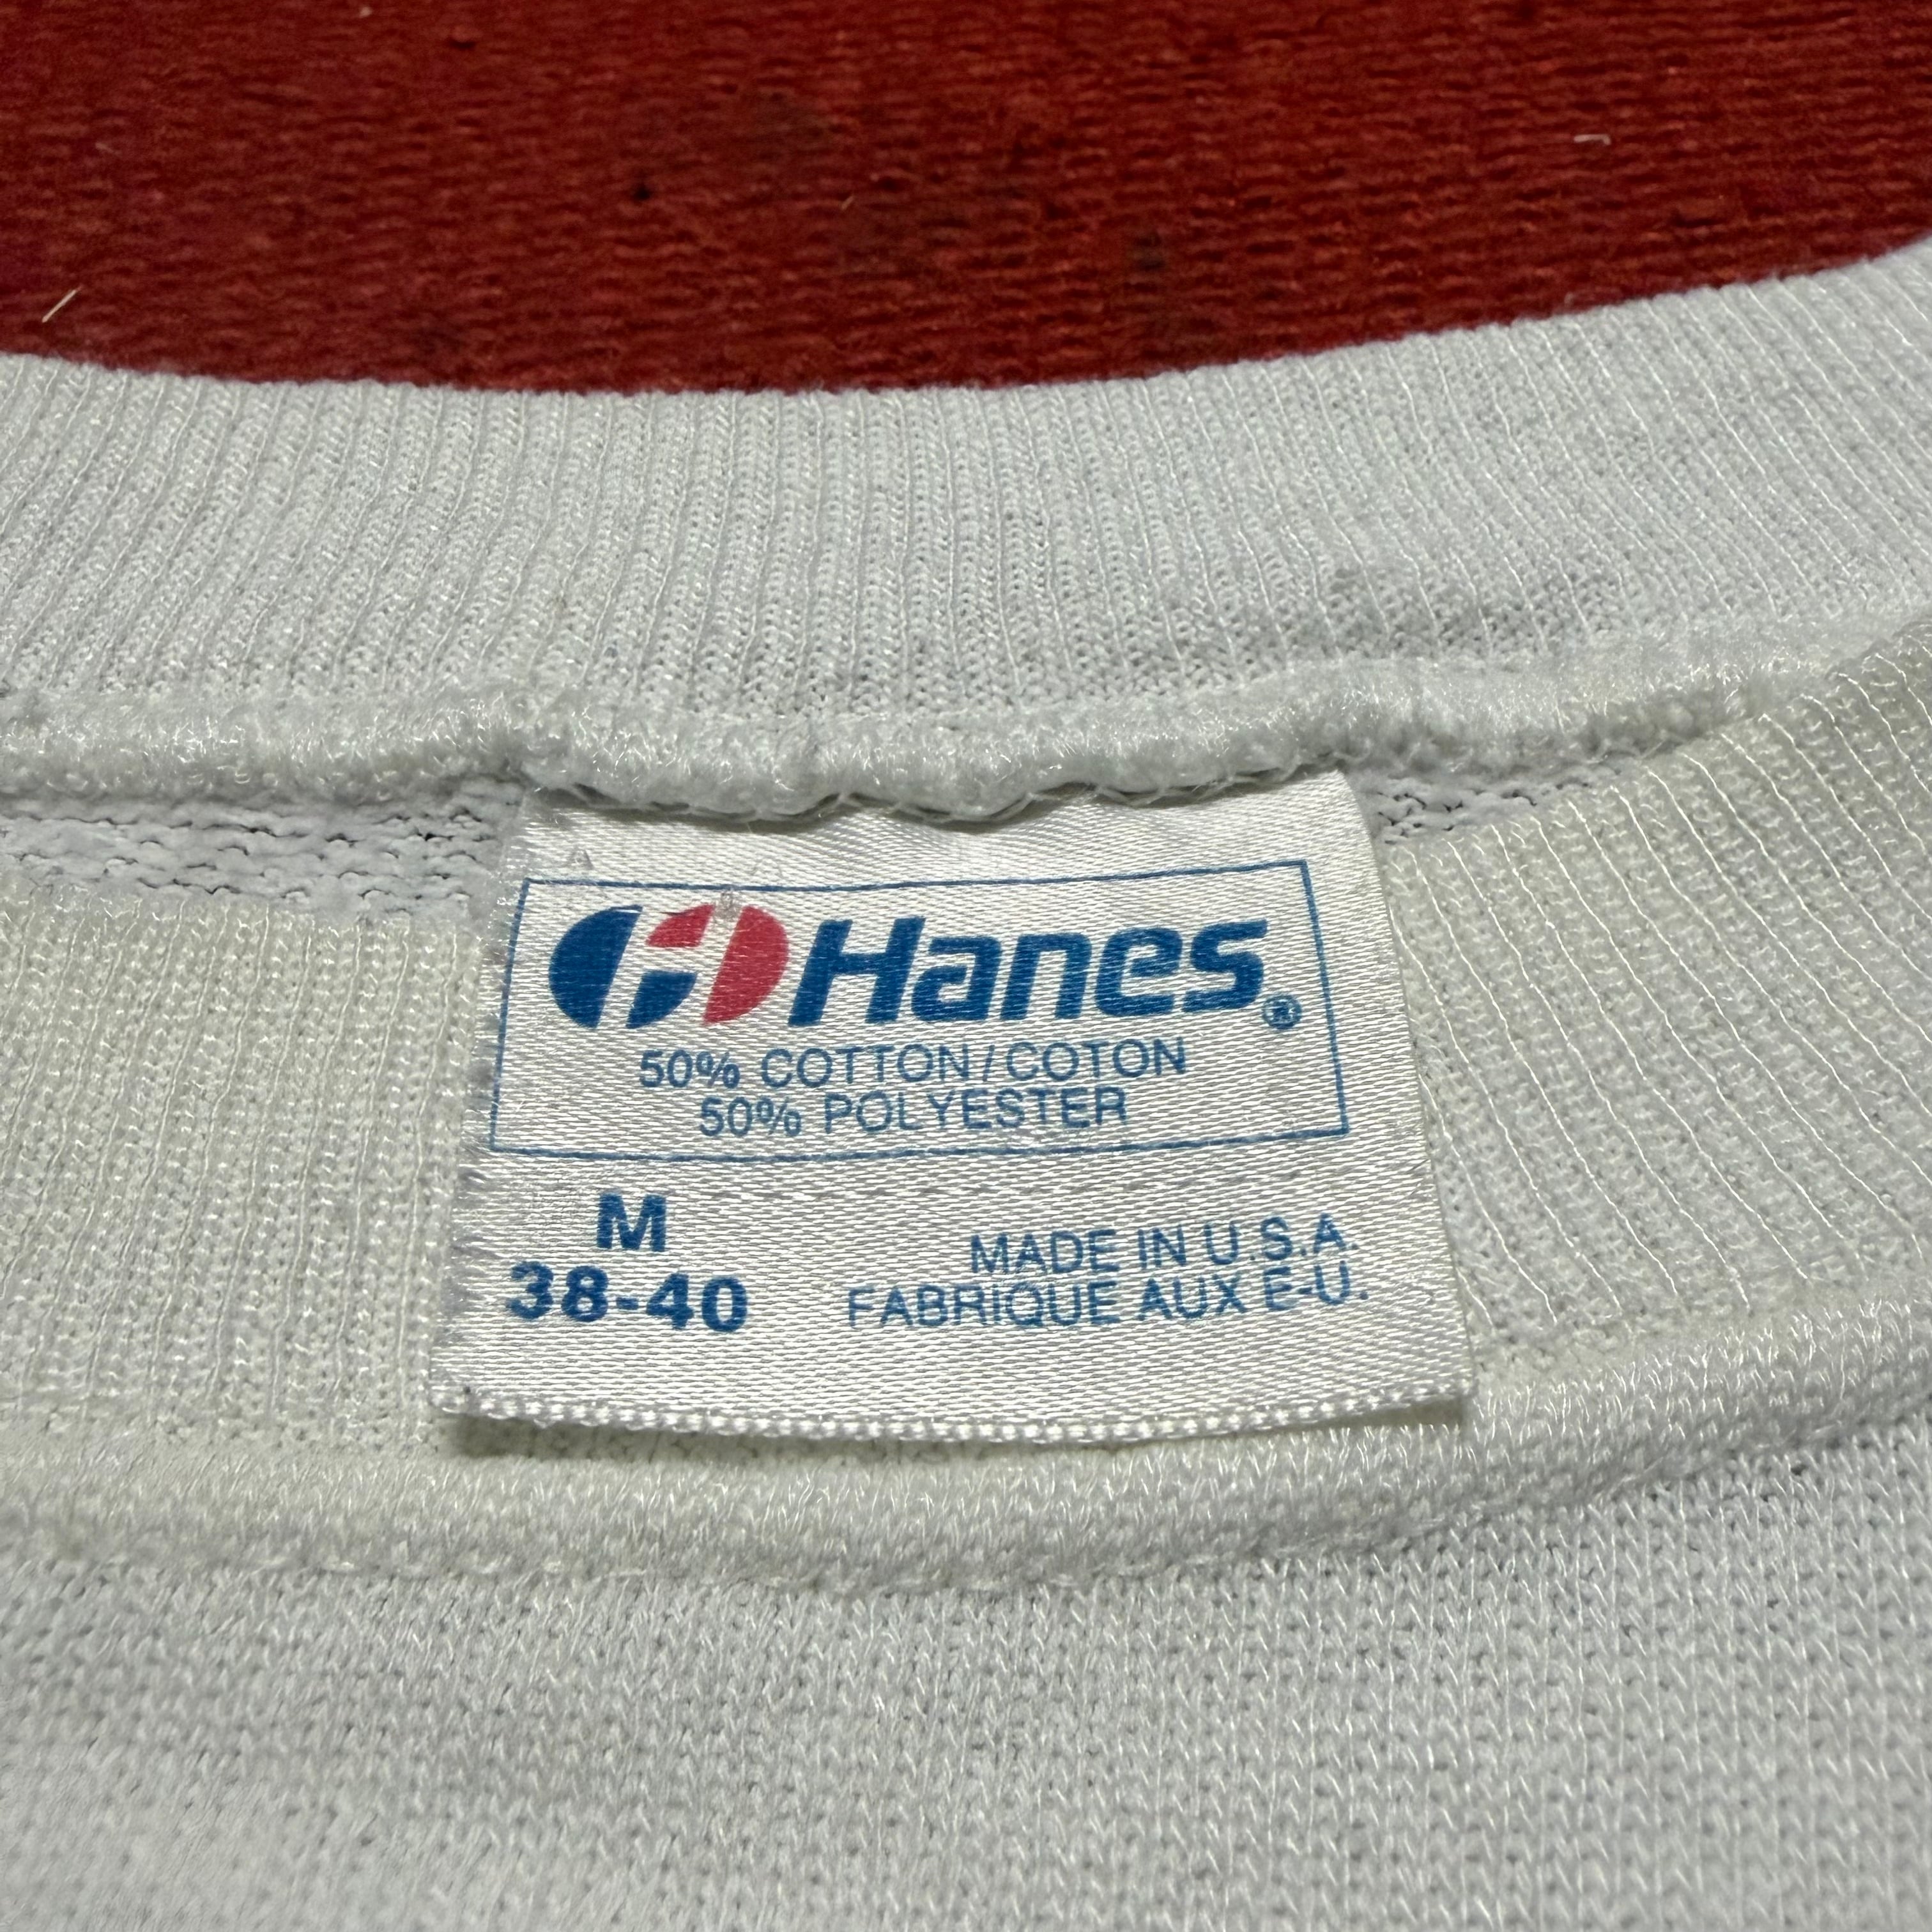 Hanes®
50% COTTON/COTON
50% POLYESTER
M
38-40
MADE IN U.S.A.
FABRIQUE AUX E-U.